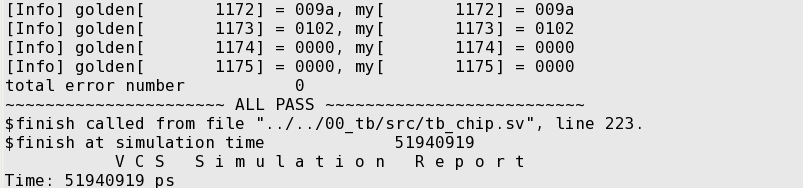 [Info] golden[       1172] = 009a, my[       1172] = 009a
[Info] golden[       1173] = 0102, my[       1173] = 0102
[Info] golden[       1174] = 0000, my[       1174] = 0000
[Info] golden[       1175] = 0000, my[       1175] = 0000
total error number           0
~~~~~~~~~~~~~~~~~~~~~~ ALL PASS ~~~~~~~~~~~~~~~~~~~~~~~~~~
$finish called from file "../../00_tb/src/tb_chip.sv", line 223.
$finish at simulation time             51940919
           V C S   S i m u l a t i o n   R e p o r t
Time: 51940919 ps